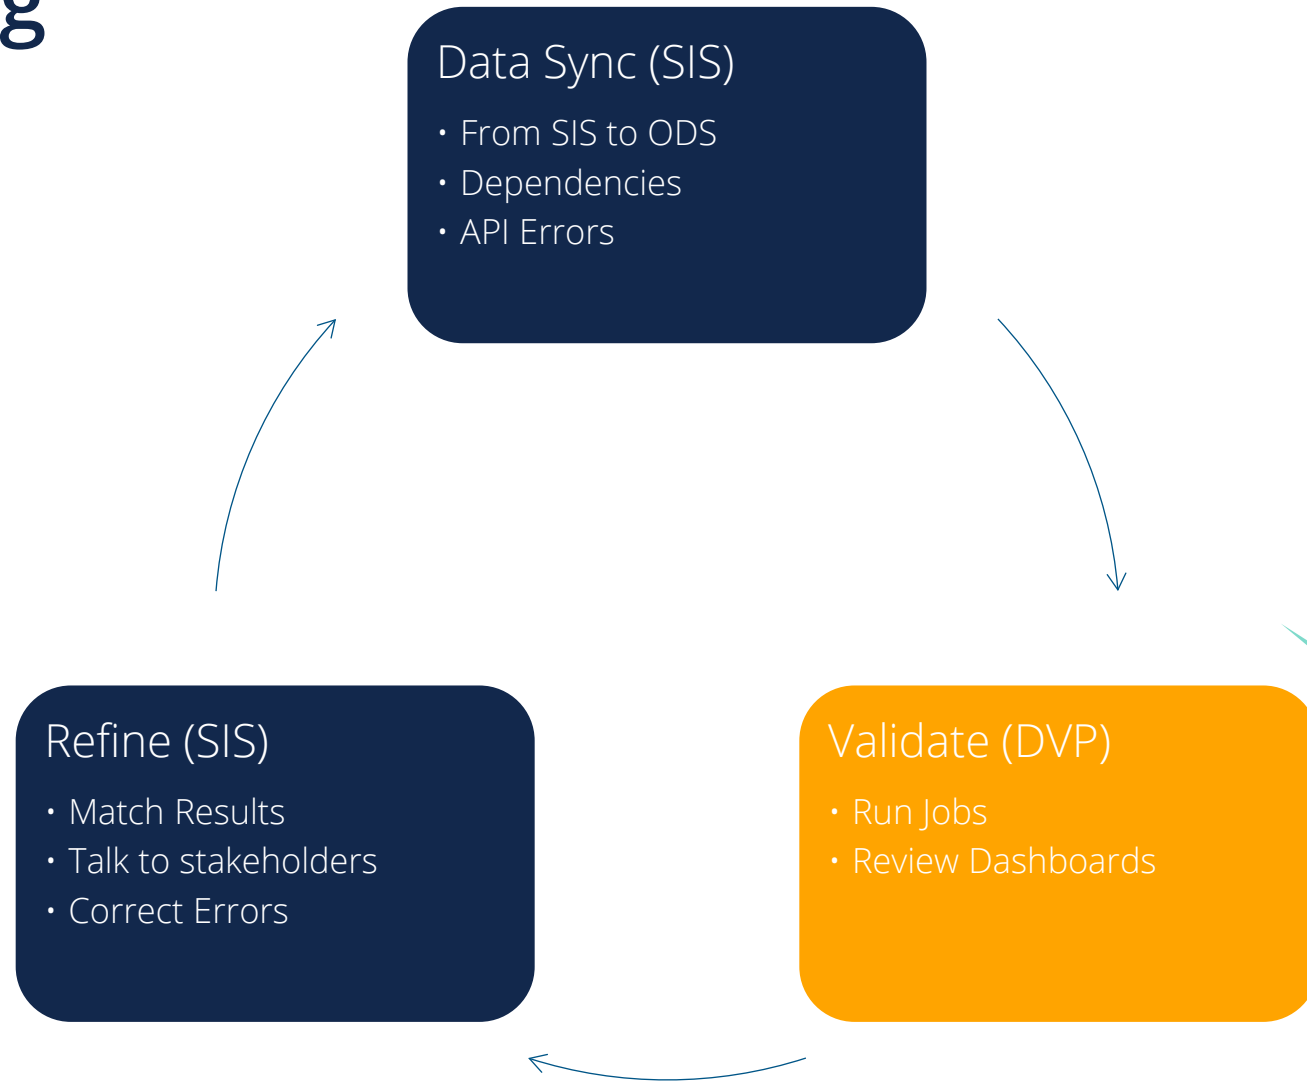 g
Data Sync (SIS)
• From SIS to ODS
• Dependencies
• API Errors
Refine (SIS)
• Match Results
• Talk to stakeholders
• Correct Errors
Validate (DVP)
• Run Jobs
• Review Dashboards